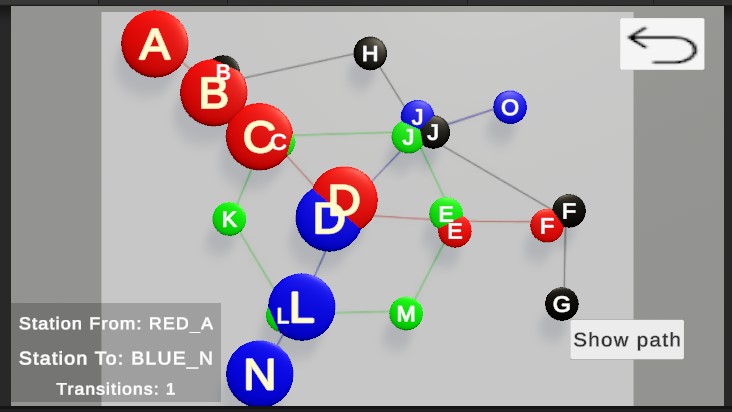 A
B
B
H
O
J
J
J
C
C
D
D
K
E
E
F
F
L
L
M
G
N
Station From: RED_A
Station To: BLUE_N
Transitions: 1
Show path